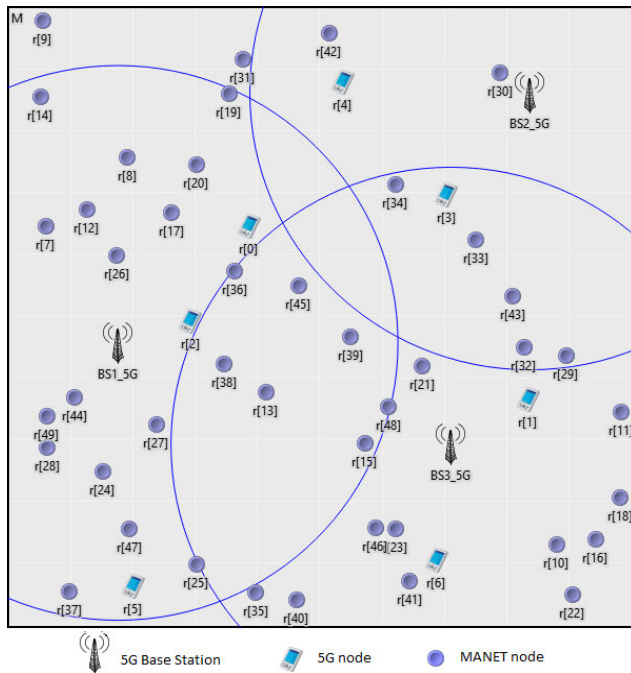 M
r[9]
r[42]
r[31]
r[4]
r[30]
BS2_5G
r[14]
r[19]
r[8]
r[20]
r[34]
r[3]
r[12]
r[17]
r[7]
r[0]
r[33]
r[26]
r[36]
r[45]
r[43]
r[2]
r[39]
r[32]
r[29]
BS1_5G
r[38]
r[21]
r[13]
r[1]
r[44]
r[49]
r[48]
r[11]
r[27]
r[28]
r[15]
BS3_5G
r[24]
r[18]
r[47]
r[46]
r[23]
r[16]
r[10]
r[6]
r[25]
r[41]
r[5]
r[37]
r[35]
r[40]
r[22]
5G Base Station
5G node
MANET node